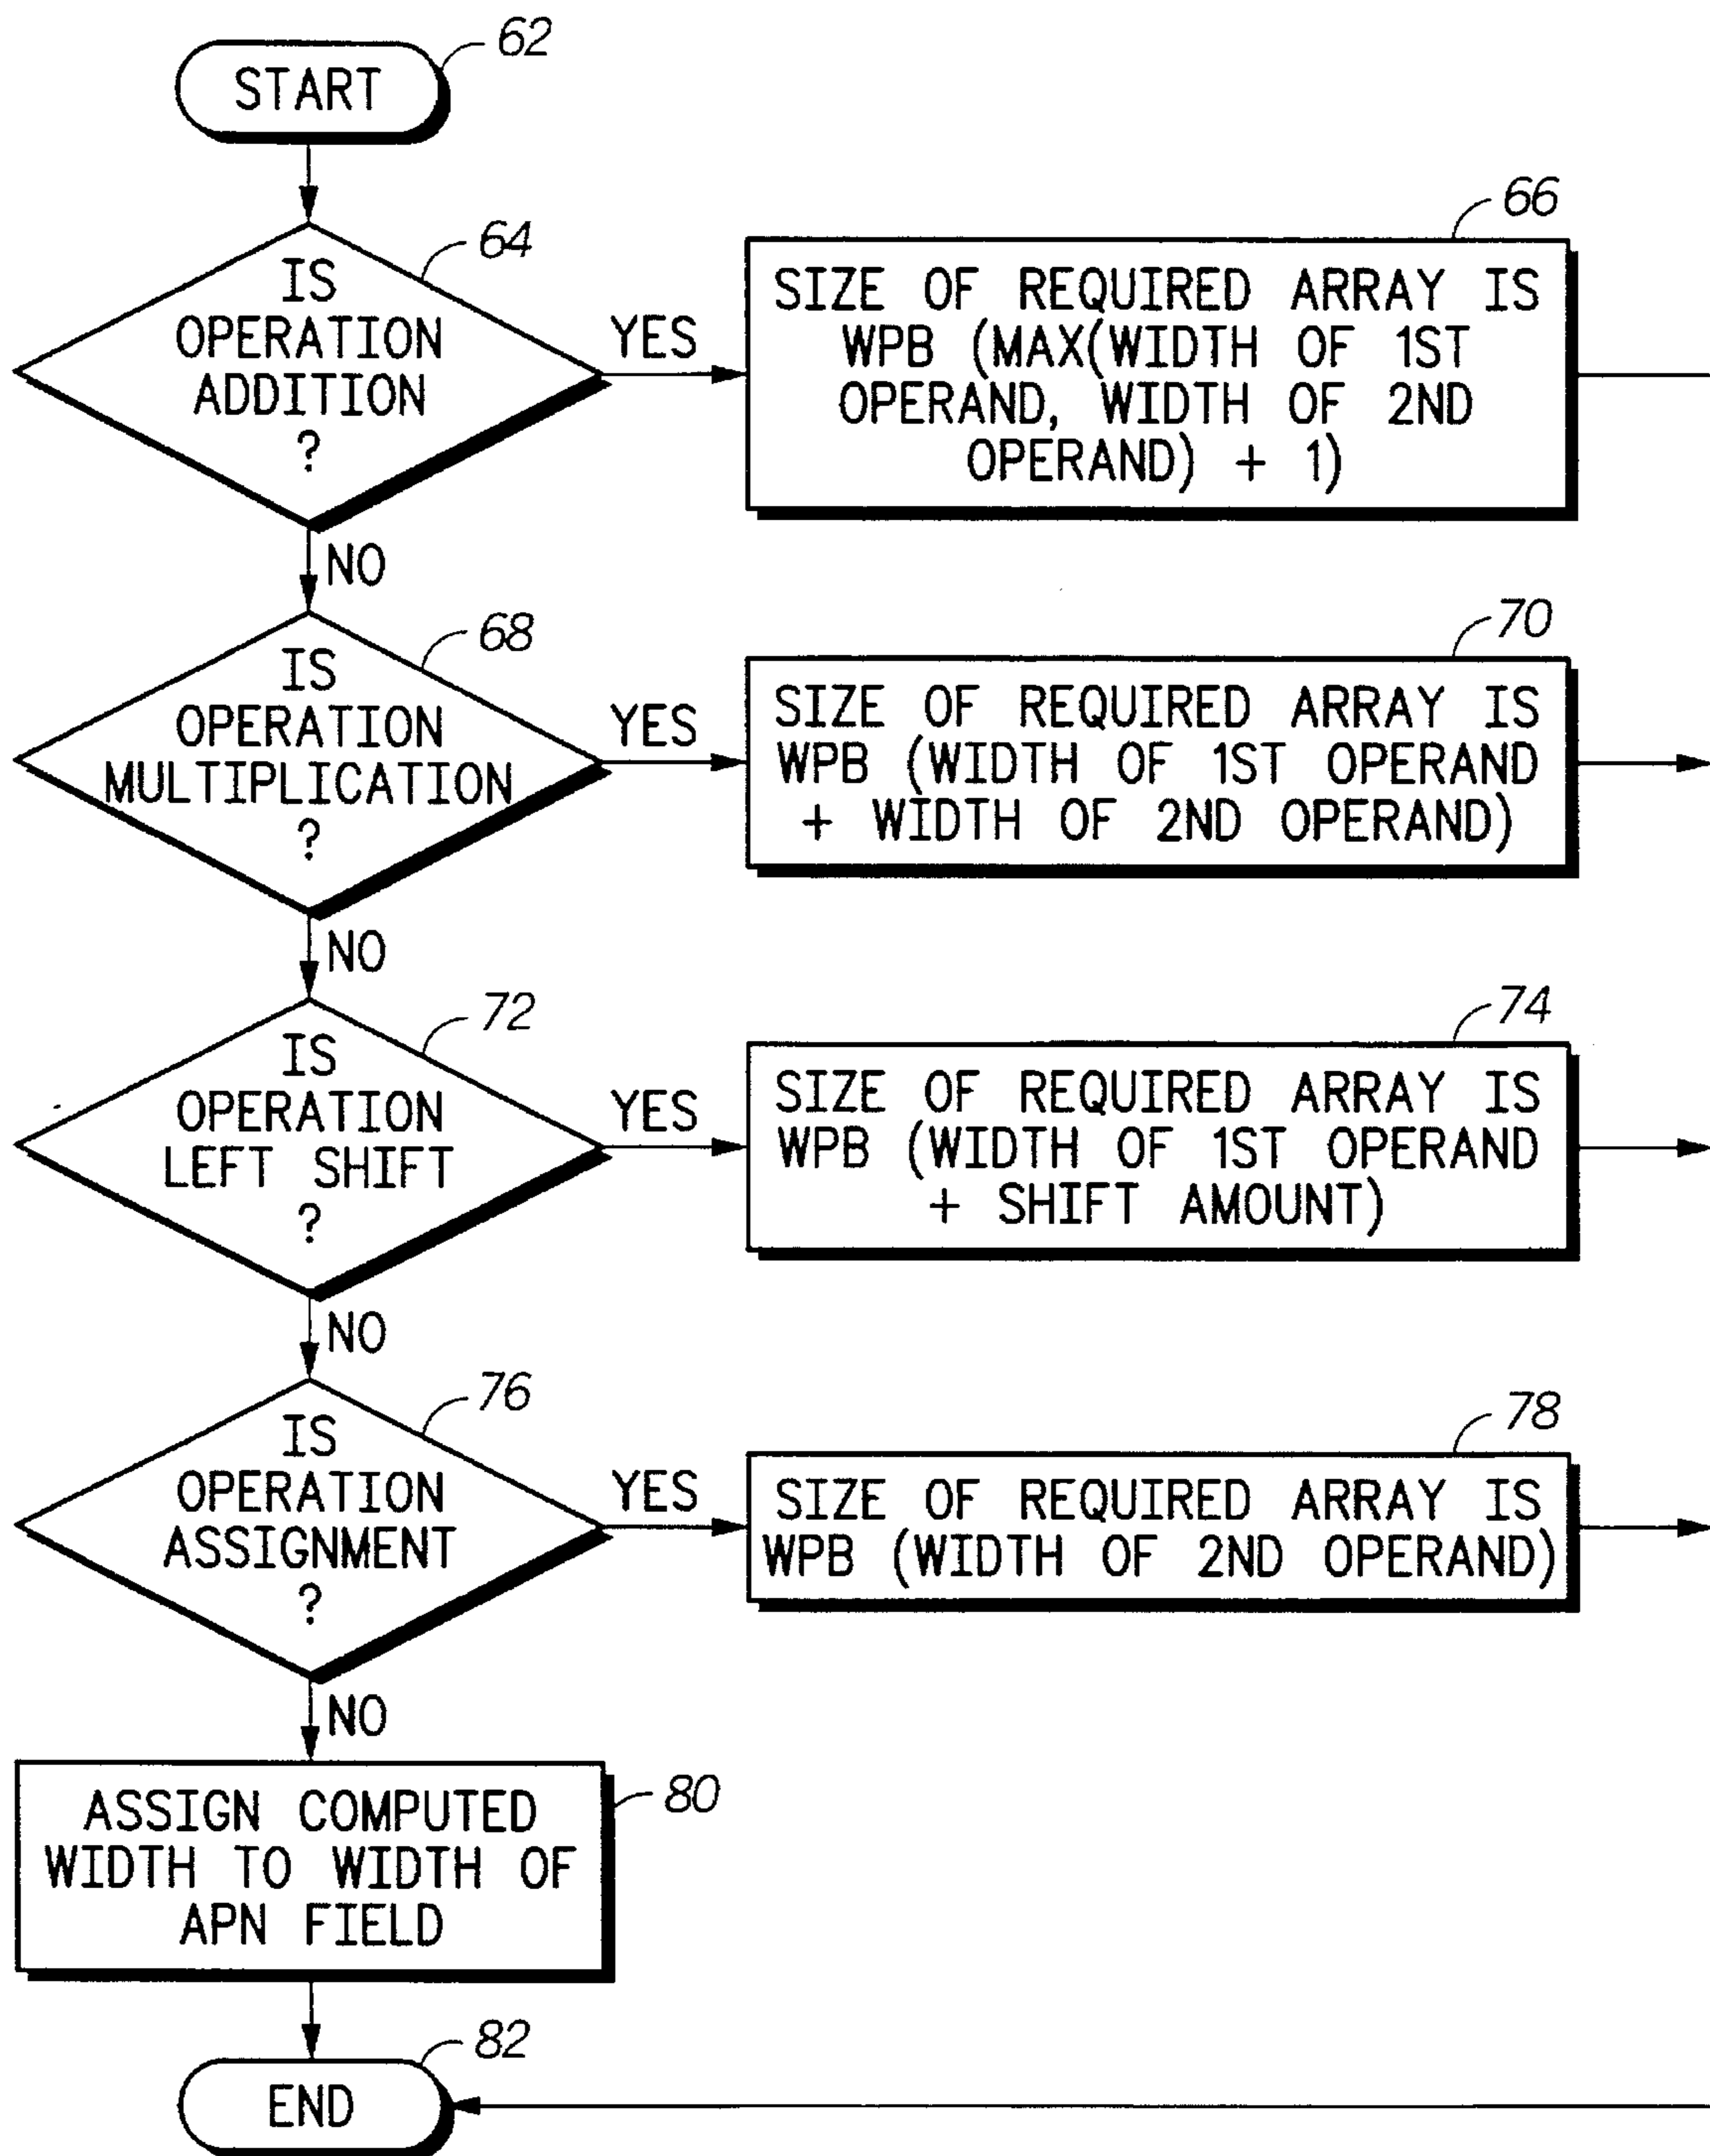 62
START
64
IS
OPERATION
ADDITION
?
YES
66
SIZE OF REQUIRED ARRAY IS
WPB (MAX(WIDTH OF 1ST
OPERAND, WIDTH OF 2ND
OPERAND) + 1)
NO
68
IS
OPERATION
MULTIPLICATION
?
YES
70
SIZE OF REQUIRED ARRAY IS
WPB (WIDTH OF 1ST OPERAND
+ WIDTH OF 2ND OPERAND)
NO
72
IS
OPERATION
LEFT SHIFT
?
YES
74
SIZE OF REQUIRED ARRAY IS
WPB (WIDTH OF 1ST OPERAND
+ SHIFT AMOUNT)
NO
76
IS
OPERATION
ASSIGNMENT
?
YES
78
SIZE OF REQUIRED ARRAY IS
WPB (WIDTH OF 2ND OPERAND)
NO
80
ASSIGN COMPUTED
WIDTH TO WIDTH OF
APN FIELD
82
END